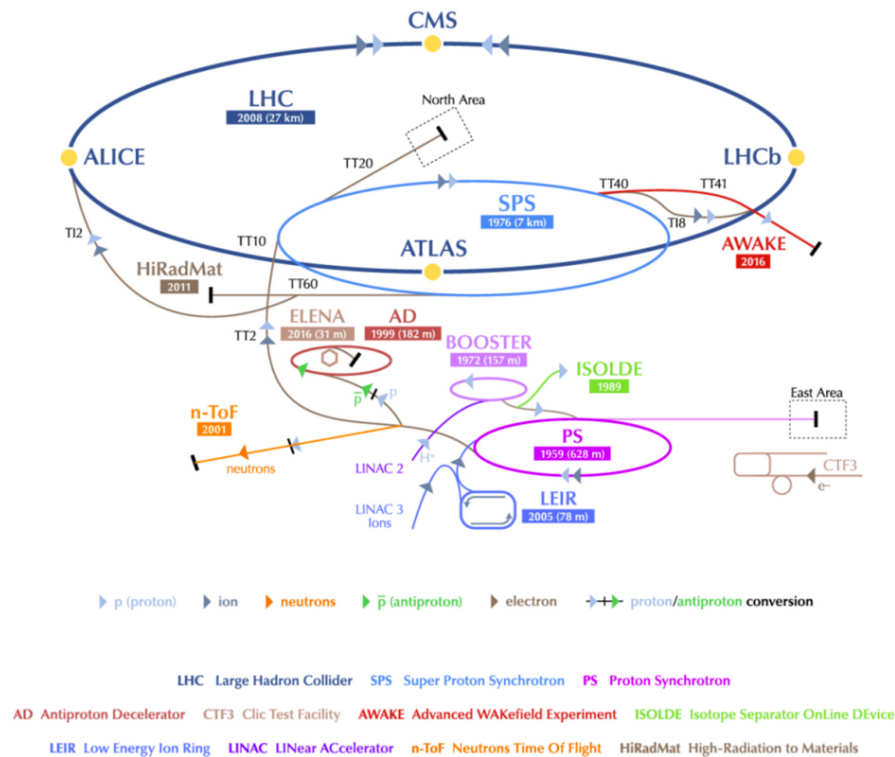 CMS
LHC
2008 (27 km)
North Area
ALICE
TT20
LHCb
TT40
TT41
SPS
1976 (7 km)
TI2
TT10
TI8
ATLAS
AWAKE
2016
HiRadMat
2011
TT60
ELENA
2016 (31 m)
AD
1999 (182 m)
TT2
BOOSTER
1972 (157 m)
ISOLDE
1989
p̅
p
East Area
n-ToF
2001
PS
1959 (628 m)
neutrons
LINAC 2
H⁺
CTF3
e⁻
LEIR
2005 (78 m)
LINAC 3
Ions
p (proton) ion neutrons p̅ (antiproton) electron proton/antiproton conversion
LHC Large Hadron Collider SPS Super Proton Synchrotron PS Proton Synchrotron
AD Antiproton Decelerator CTF3 Clic Test Facility AWAKE Advanced WAKefield Experiment ISOLDE Isotope Separator OnLine DEvice
LEIR Low Energy Ion Ring LINAC LINear ACcelerator n-ToF Neutrons Time Of Flight HiRadMat High-Radiation to Materials